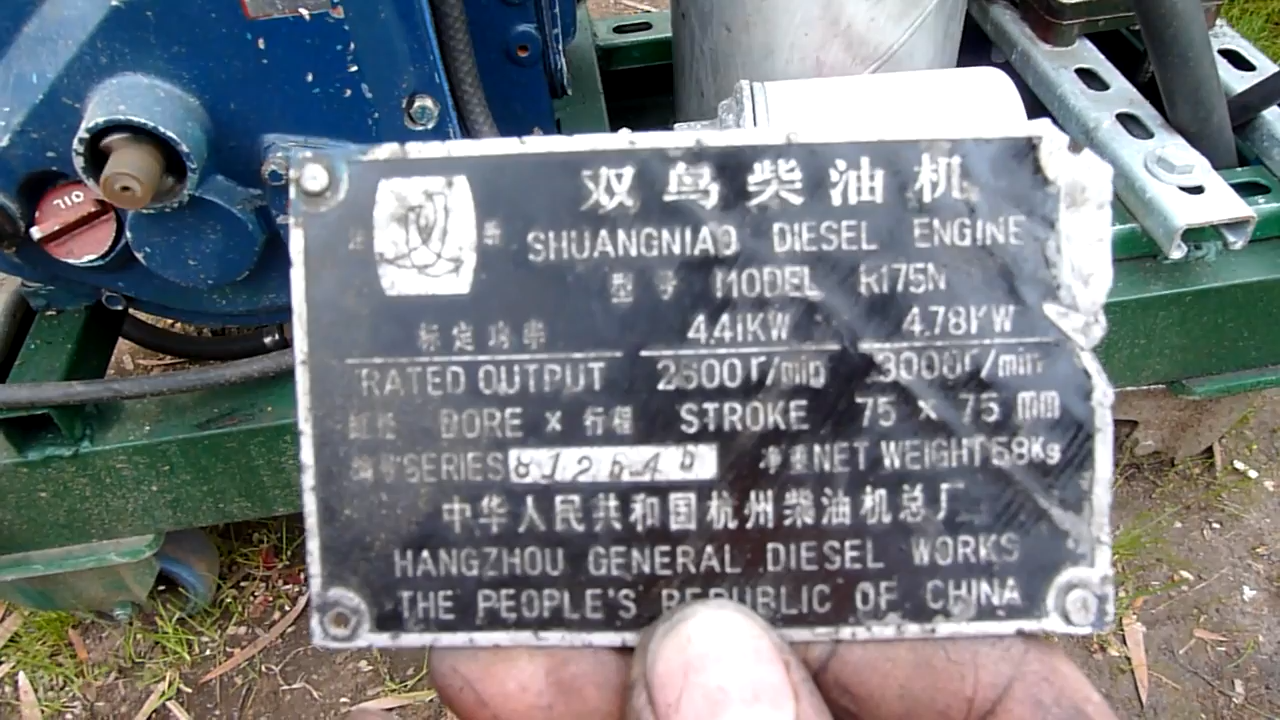 OIL
双鸟柴油机
SHUANGNIAO DIESEL ENGINE
型号 MODEL R175N
标定功率 4.41KW 4.78KW
RATED OUTPUT 2600r/min 3000r/min
缸径 BORE × 行程 STROKE 75 × 75 mm
编号 SERIES 净重 NET WEIGHT 68Kg
中华人民共和国杭州柴油机总厂
HANGZHOU GENERAL DIESEL WORKS
THE PEOPLE'S REPUBLIC OF CHINA